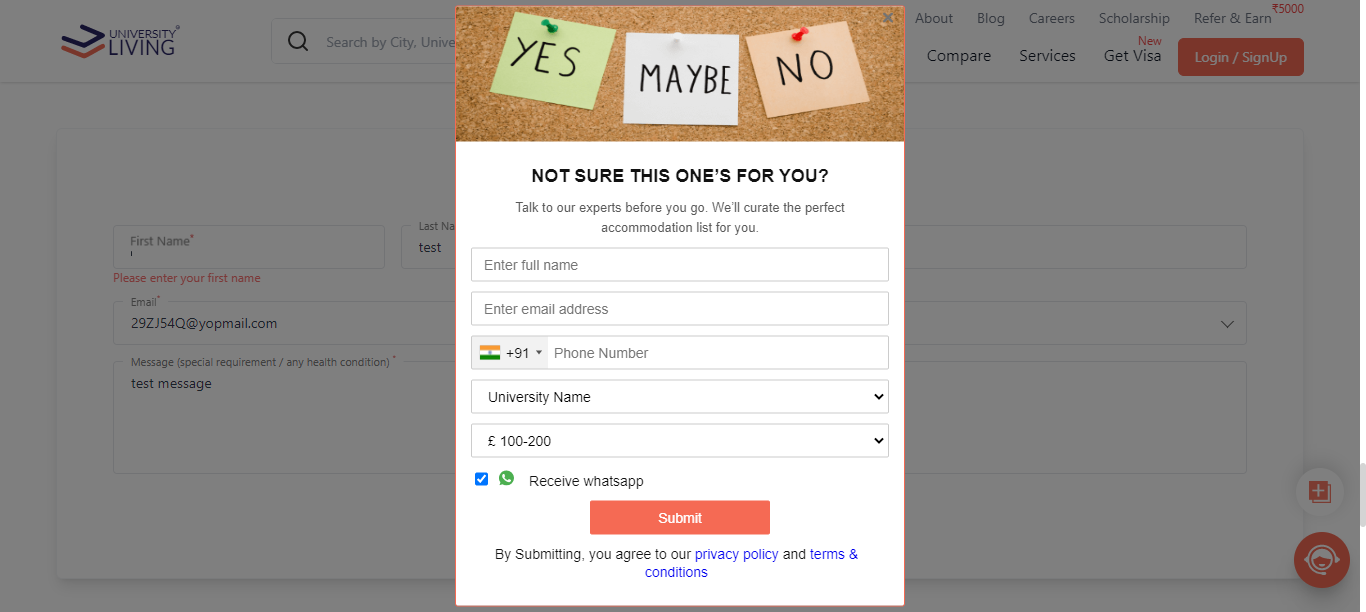 UNIVERSITY
LIVING
Search by City, Unive
About
Blog
Careers
Scholarship
Refer & Earn
₹5000
Compare
Services
Get Visa
New
Login / SignUp
YES
MAYBE
NO
NOT SURE THIS ONE’S FOR YOU?
Talk to our experts before you go. We’ll curate the perfect
accommodation list for you.
Enter full name
Enter email address
+91
Phone Number
University Name
£ 100-200
Receive whatsapp
Submit
By Submitting, you agree to our privacy policy and terms &
conditions
First Name*
Please enter your first name
Last Na
test
Email*
29ZJ54Q@yopmail.com
Message (special requirement / any health condition) *
test message